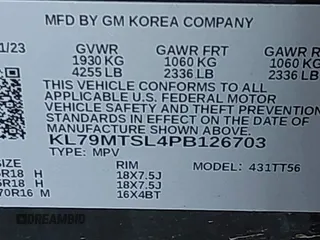 MFD BY GM KOREA COMPANY
1/23 GVWR GAWR FRT GAWR R
1930 KG 1060 KG 1060 KG
4255 LB 2336 LB 2336 LB
THIS VEHICLE CONFORMS TO ALL
APPLICABLE U.S. FEDERAL MOTOR
VEHICLE SAFETY AND THEFT PREVENTION
STANDARDS IN EFFECT ON THE DATE OF
MANUFACTURE SHOWN ABOVE.
KL79MTSL4PB126703
TYPE: MPV MODEL: 431TT56
SIZE RIM
5R18 H 18X7.5J
5R18 H 18X7.5J
70R16 M 16X4BT
DREAMBID